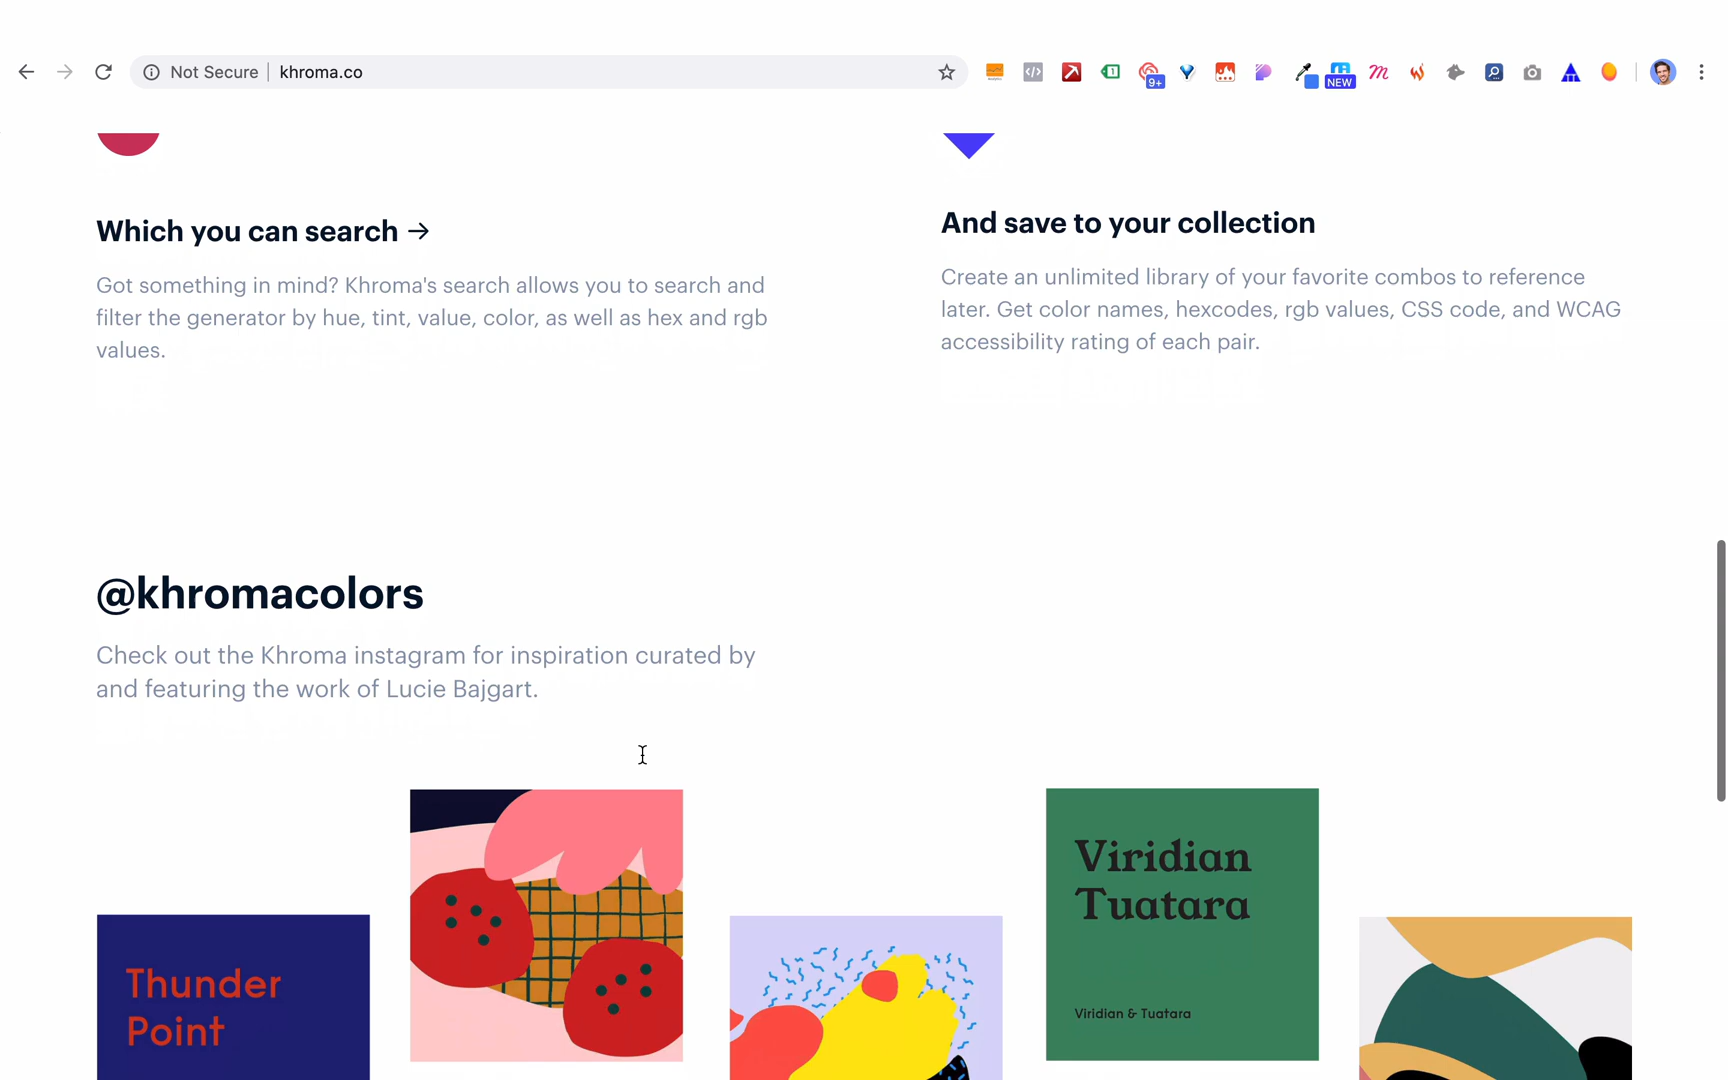 Not Secure khroma.co
9+
NEW
1
Which you can search →
Got something in mind? Khroma's search allows you to search and
filter the generator by hue, tint, value, color, as well as hex and rgb
values.
And save to your collection
Create an unlimited library of your favorite combos to reference
later. Get color names, hexcodes, rgb values, CSS code, and WCAG
accessibility rating of each pair.
@khromacolors
Check out the Khroma instagram for inspiration curated by
and featuring the work of Lucie Bajgart.
Thunder
Point
Viridian
Tuatara
Viridian & Tuatara